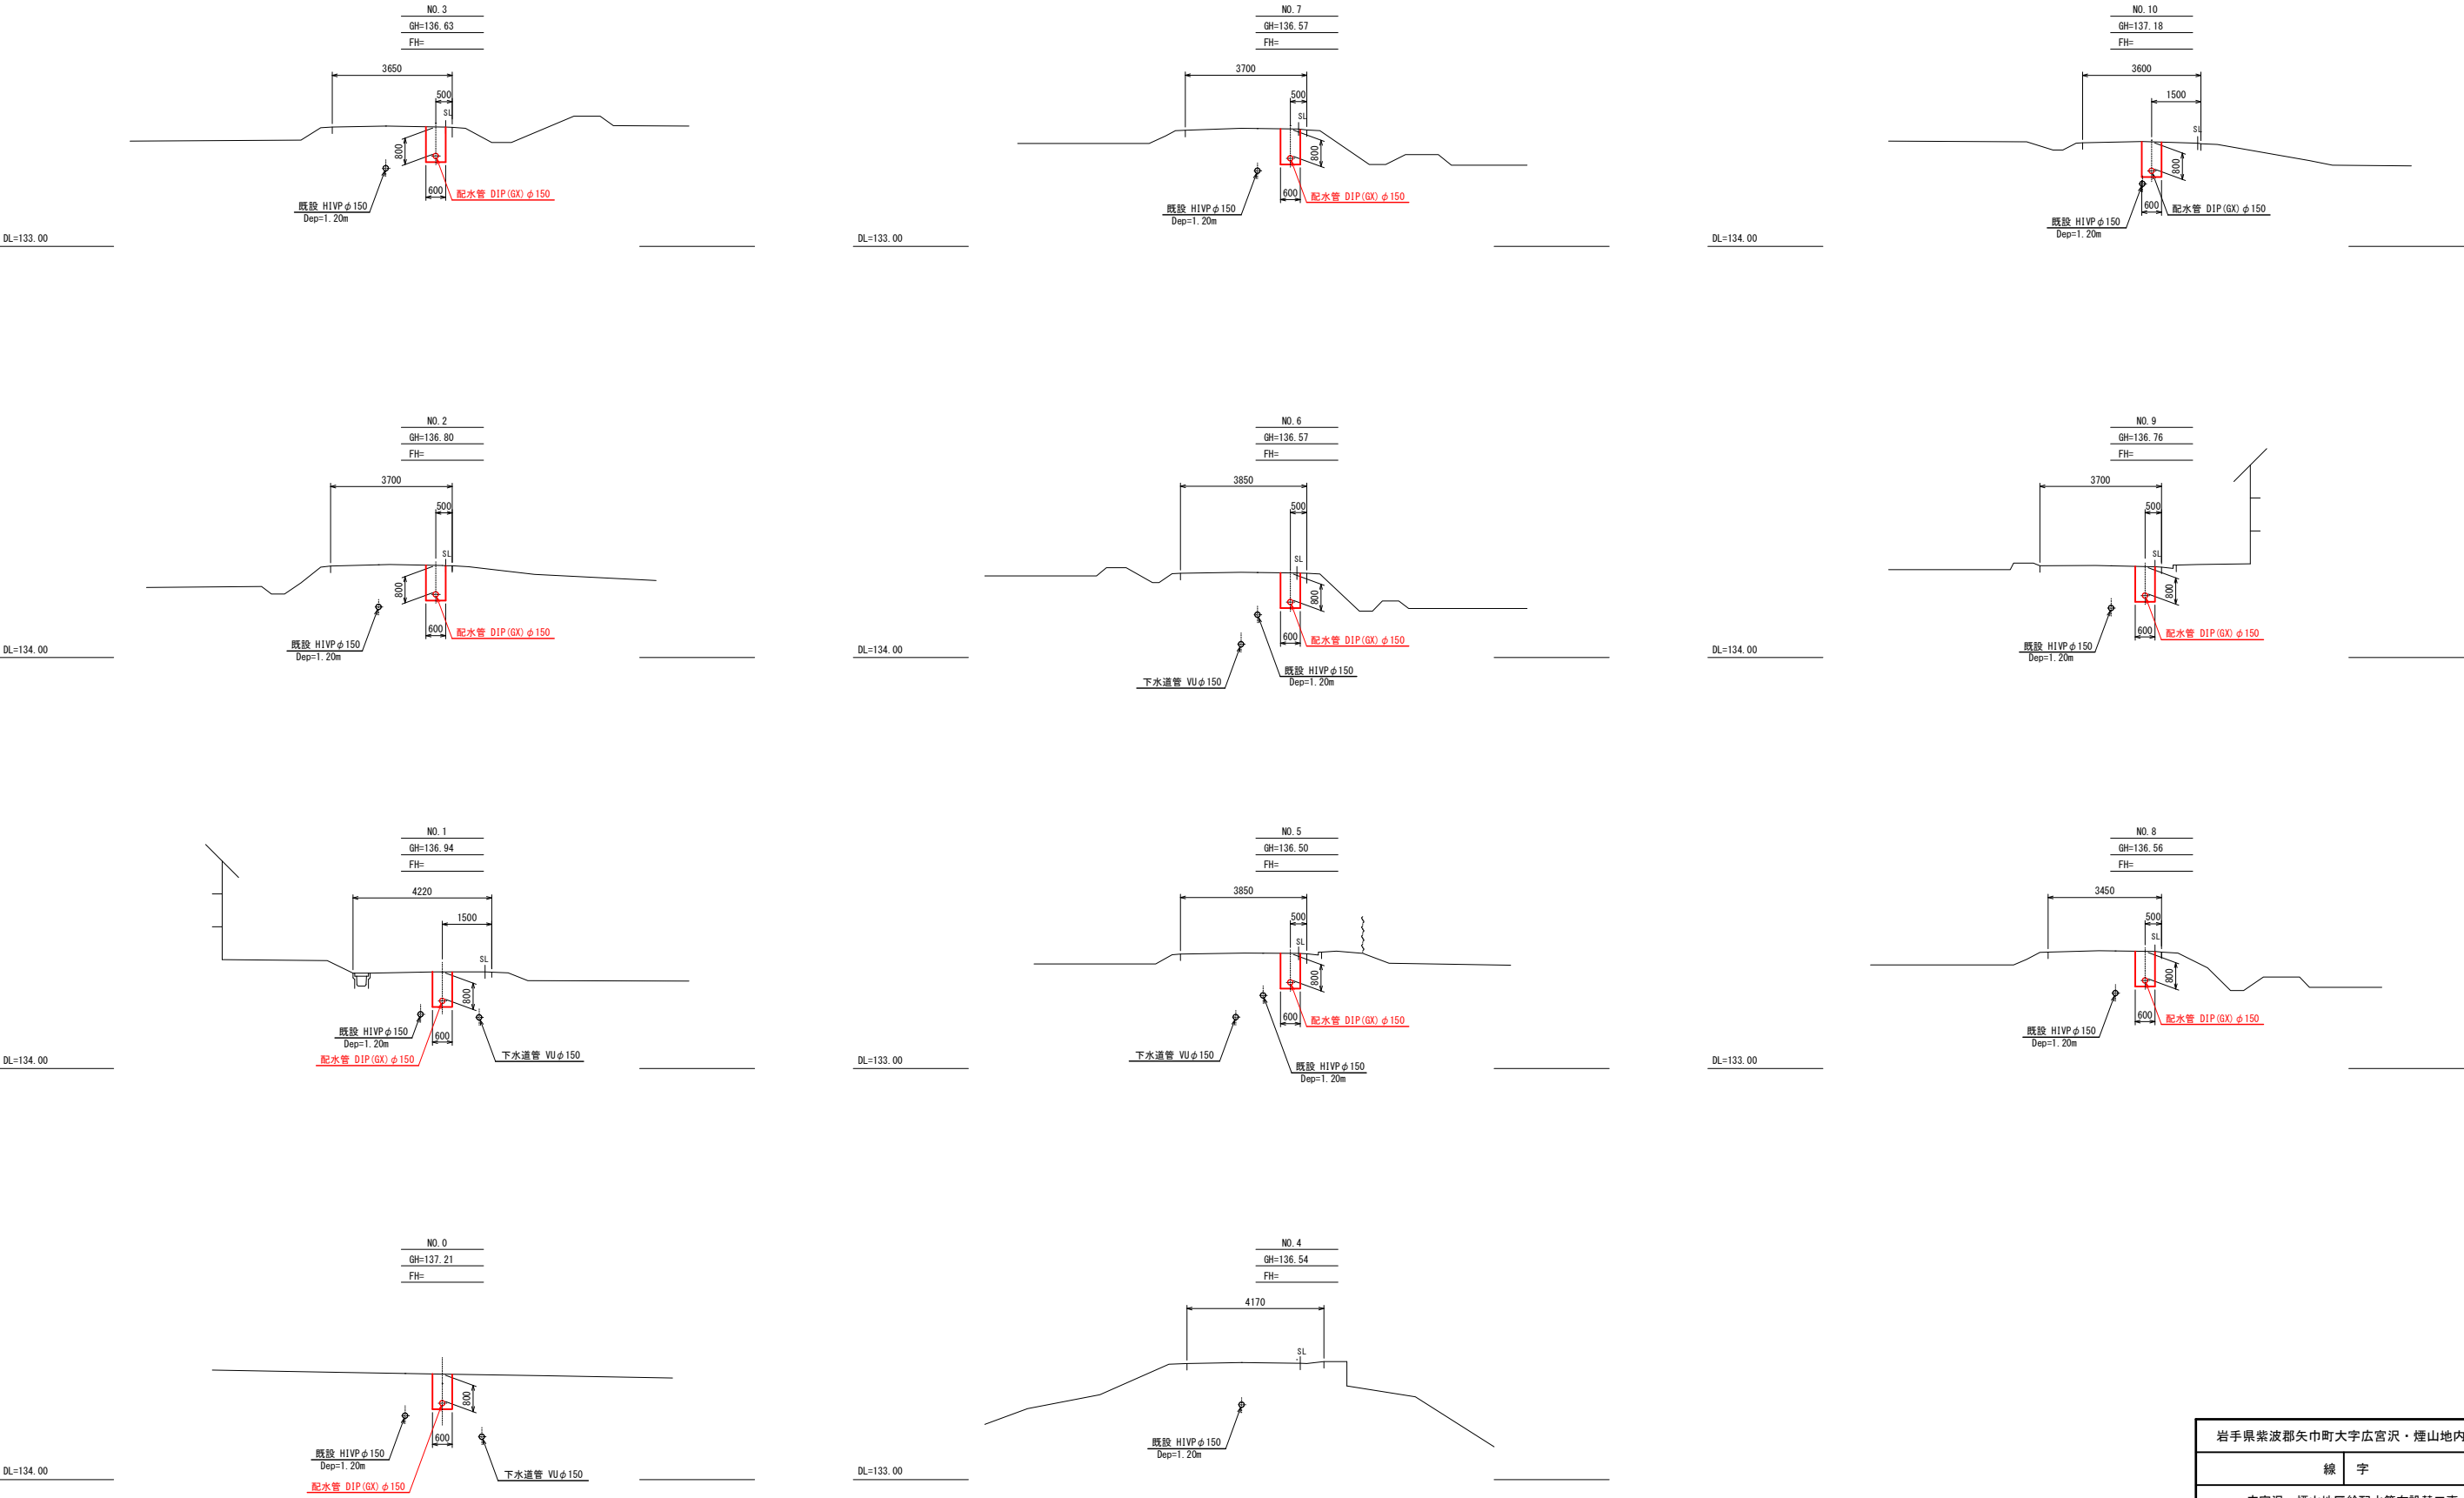 NO. 3
GH=136.63
FH=
3650
500
SL
800
600
配水管 DIP(GX)φ150
既設 HIVPφ150
Dep=1.20m
DL=133.00
NO. 7
GH=136.57
FH=
3700
500
SL
800
600
配水管 DIP(GX)φ150
既設 HIVPφ150
Dep=1.20m
DL=133.00
NO. 10
GH=137.18
FH=
3600
1500
SL
800
600
配水管 DIP(GX)φ150
既設 HIVPφ150
Dep=1.20m
DL=134.00
NO. 2
GH=136.80
FH=
3700
500
SL
800
600
配水管 DIP(GX)φ150
既設 HIVPφ150
Dep=1.20m
DL=134.00
NO. 6
GH=136.57
FH=
3850
500
SL
800
600
配水管 DIP(GX)φ150
既設 HIVPφ150
Dep=1.20m
下水道管 VUφ150
DL=134.00
NO. 9
GH=136.76
FH=
3700
500
SL
800
600
配水管 DIP(GX)φ150
既設 HIVPφ150
Dep=1.20m
DL=134.00
NO. 1
GH=136.94
FH=
4220
1500
SL
800
600
既設 HIVPφ150
Dep=1.20m
配水管 DIP(GX)φ150
下水道管 VUφ150
DL=134.00
NO. 5
GH=136.50
FH=
3850
500
SL
800
600
配水管 DIP(GX)φ150
下水道管 VUφ150
既設 HIVPφ150
Dep=1.20m
DL=133.00
NO. 8
GH=136.56
FH=
3450
500
SL
800
600
配水管 DIP(GX)φ150
既設 HIVPφ150
Dep=1.20m
DL=133.00
NO. 0
GH=137.21
FH=
800
600
既設 HIVPφ150
Dep=1.20m
配水管 DIP(GX)φ150
下水道管 VUφ150
DL=134.00
NO. 4
GH=136.54
FH=
4170
SL
既設 HIVPφ150
Dep=1.20m
DL=133.00
岩手県紫波郡矢巾町大字広宮沢・煙山地内
線 字